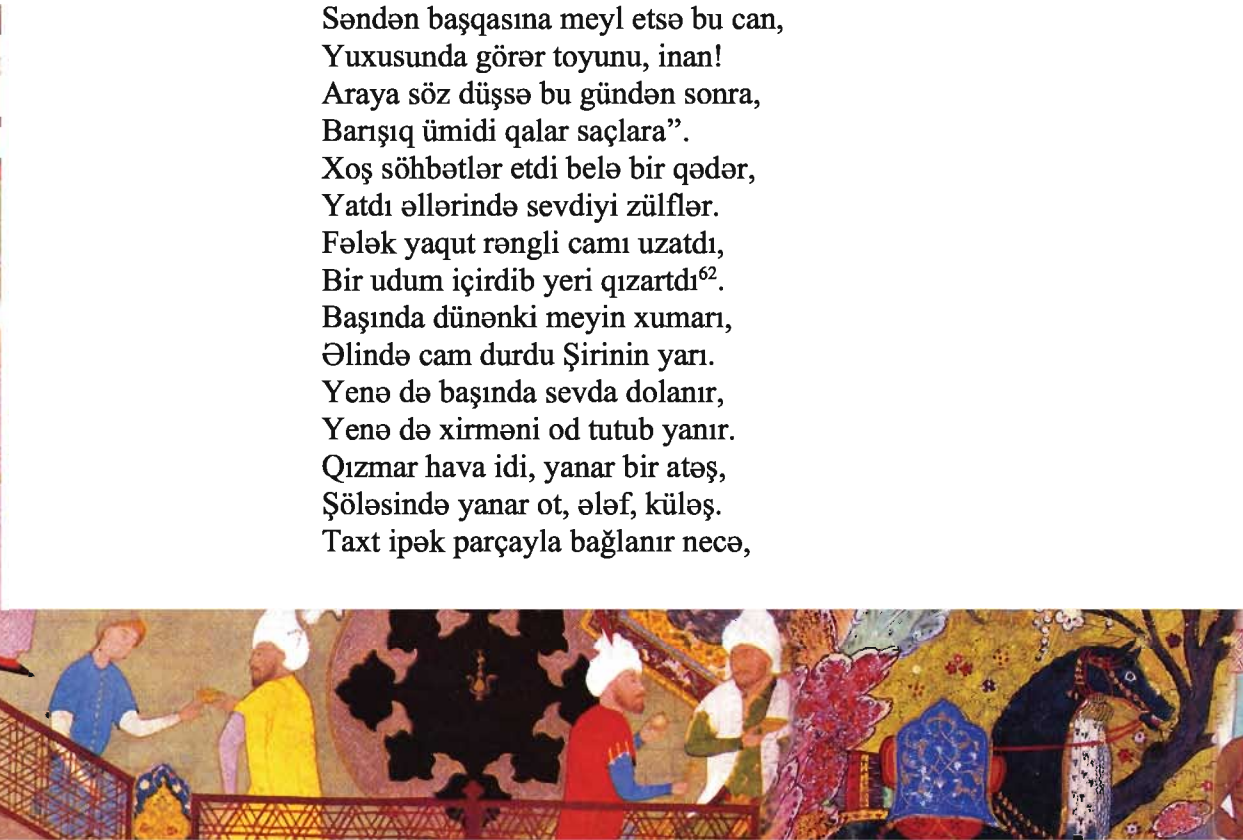 Səndən başqasına meyl etsə bu can,
Yuxusunda görər toyunu, inan!
Araya söz düşsə bu gündən sonra,
Barışıq ümidi qalar saçlara”.
Xoş söhbətlər etdi belə bir qədər,
Yatdı əllərində sevdiyi zülflər.
Fələk yaqut rəngli camı uzatdı,
Bir udum içirdib yeri qızartdı⁶².
Başında dünənki meyin xumarı,
Əlində cam durdu Şirinin yarı.
Yenə də başında sevda dolanır,
Yenə də xirməni od tutub yanır.
Qızmar hava idi, yanar bir atəş,
Şöləsində yanar ot, ələf, küləş.
Taxt ipək parçayla bağlanır necə,